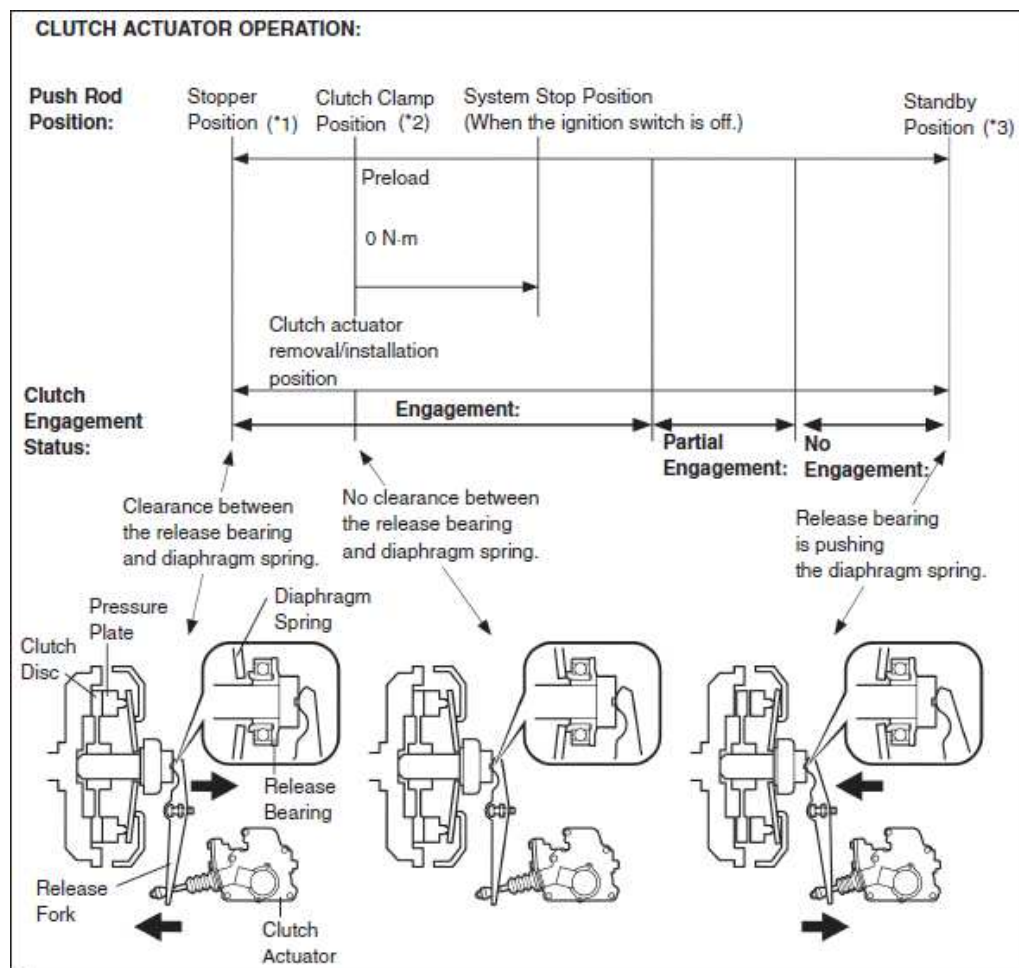 CLUTCH ACTUATOR OPERATION:
Push Rod
Position:
Stopper
Position (*1)
Clutch Clamp
Position (*2)
System Stop Position
(When the ignition switch is off.)
Standby
Position (*3)
Preload
0 N·m
Clutch actuator
removal/installation
position
Clutch
Engagement
Status:
Engagement:
Partial
Engagement:
No
Engagement:
Clearance between
the release bearing
and diaphragm spring.
No clearance between
the release bearing
and diaphragm spring.
Release bearing
is pushing
the diaphragm spring.
Diaphragm
Spring
Pressure
Plate
Clutch
Disc
Release
Bearing
Release
Fork
Clutch
Actuator